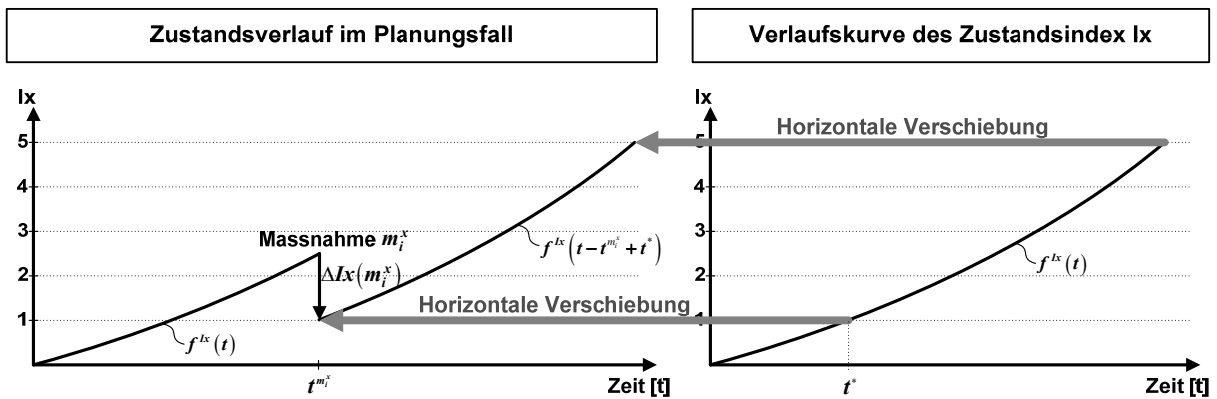 Zustandsverlauf im Planungsfall
Ix
5
4
3
2
1
Massnahme m_i^x
ΔIx(m_i^x)
f^{Ix}(t)
f^{Ix}(t − t^{m_i^x} + t^*)
t^{m_i^x}
Zeit [t]
Verlaufskurve des Zustandsindex Ix
Ix
5
4
3
2
1
Horizontale Verschiebung
Horizontale Verschiebung
f^{Ix}(t)
t^*
Zeit [t]